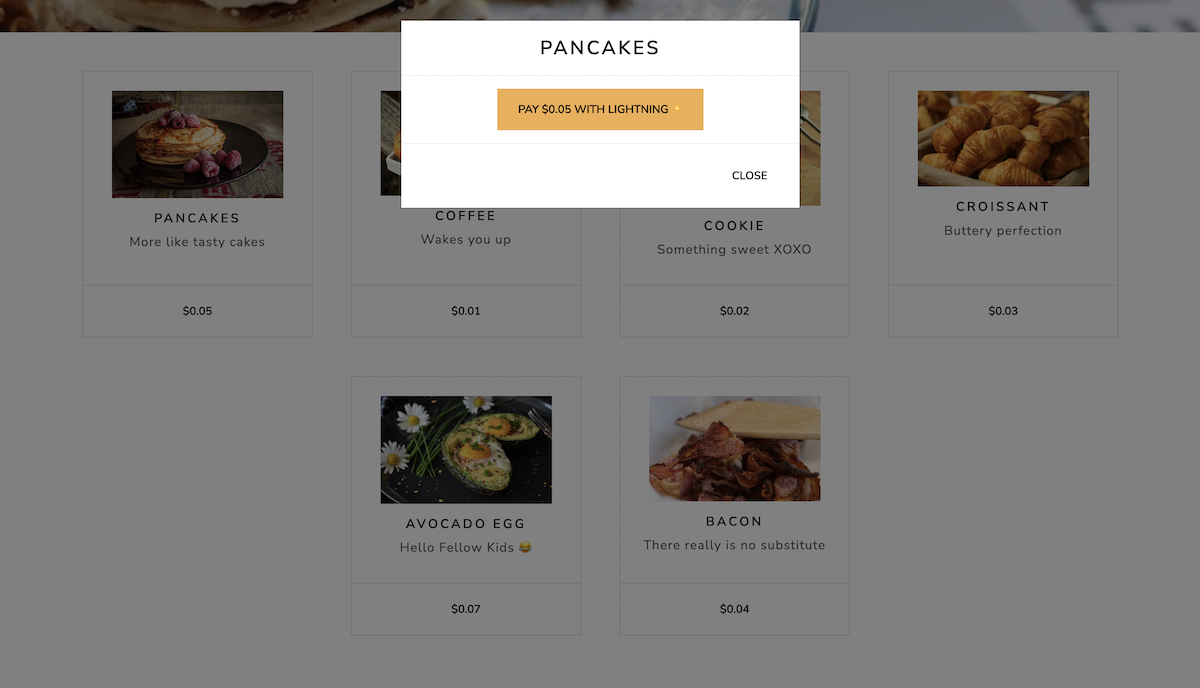 PANCAKES
PAY $0.05 WITH LIGHTNING ⚡
CLOSE
PANCAKES
More like tasty cakes
$0.05
COFFEE
Wakes you up
$0.01
COOKIE
Something sweet XOXO
$0.02
CROISSANT
Buttery perfection
$0.03
AVOCADO EGG
Hello Fellow Kids 😂
$0.07
BACON
There really is no substitute
$0.04